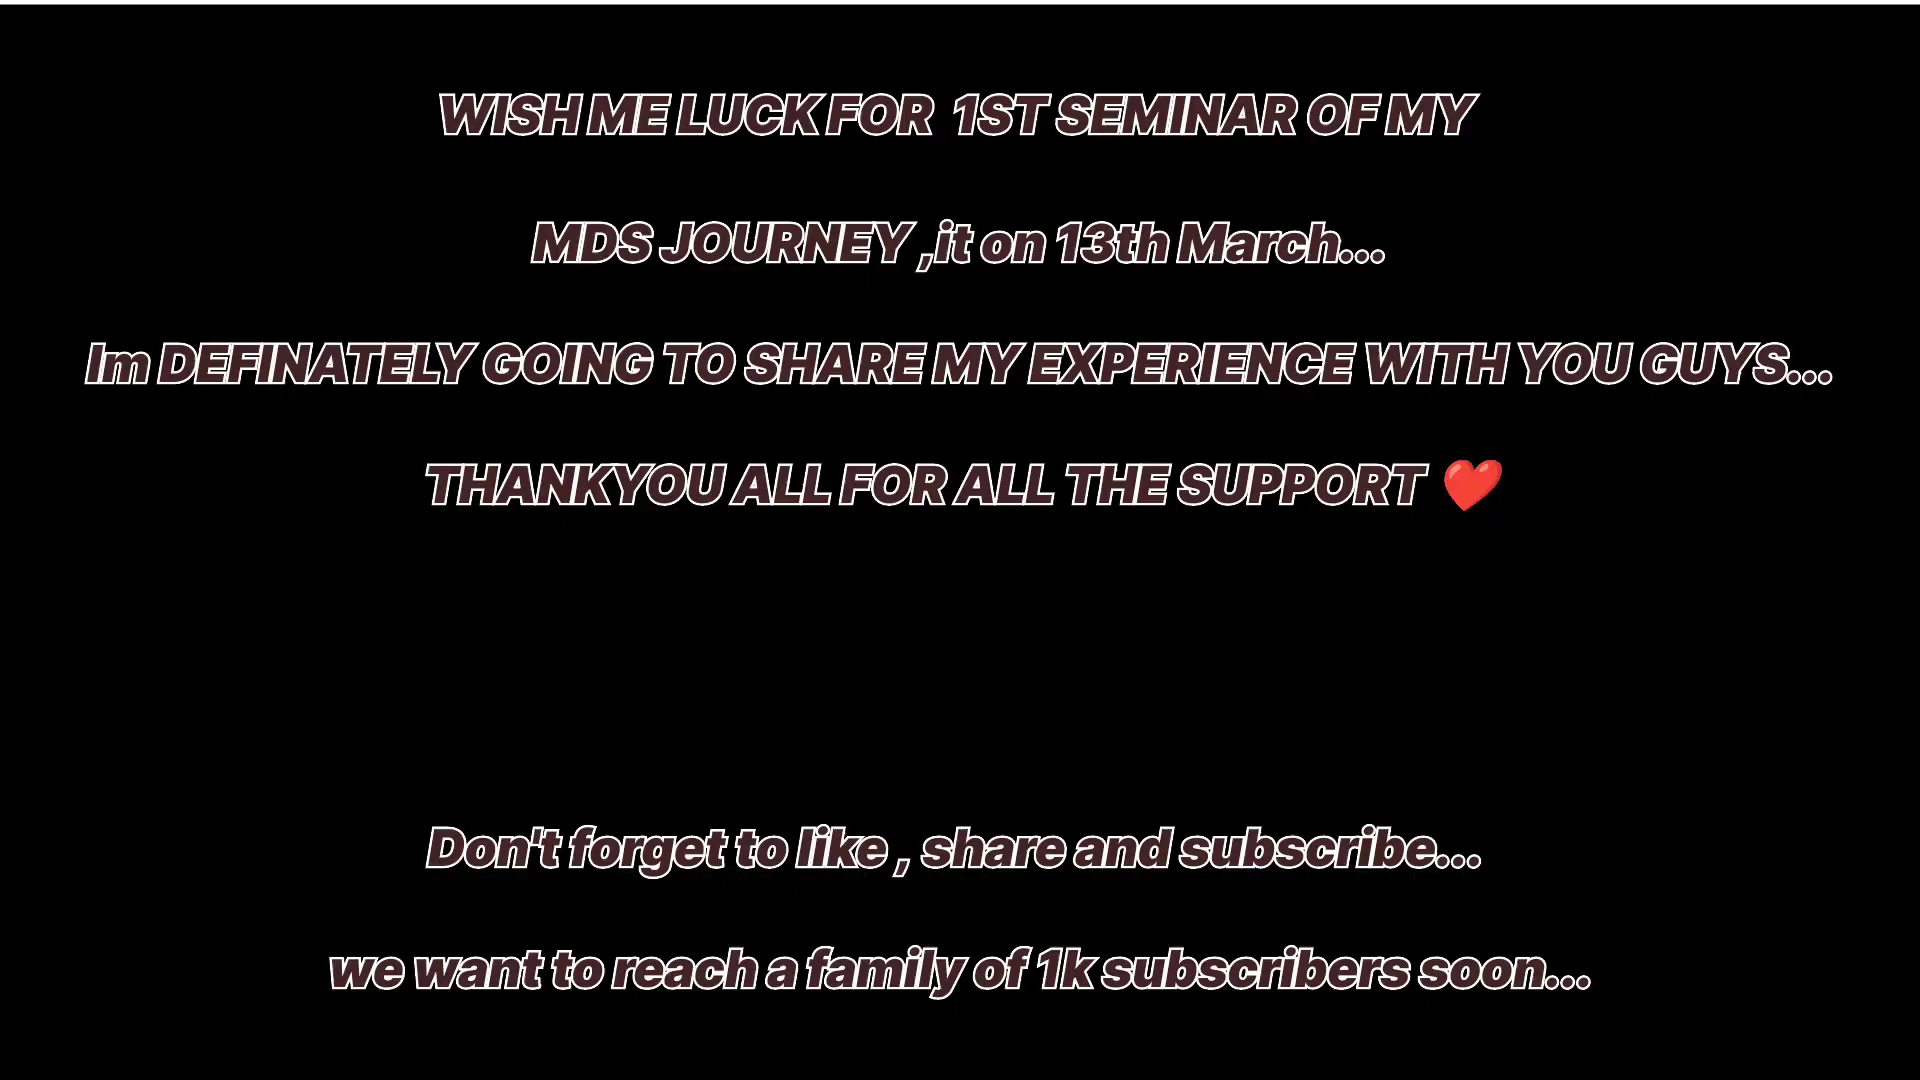 WISH ME LUCK FOR 1ST SEMINAR OF MY
MDS JOURNEY ,it on 13th March...
Im DEFINATELY GOING TO SHARE MY EXPERIENCE WITH YOU GUYS...
THANKYOU ALL FOR ALL THE SUPPORT ❤️
Don't forget to like , share and subscribe...
we want to reach a family of 1k subscribers soon...